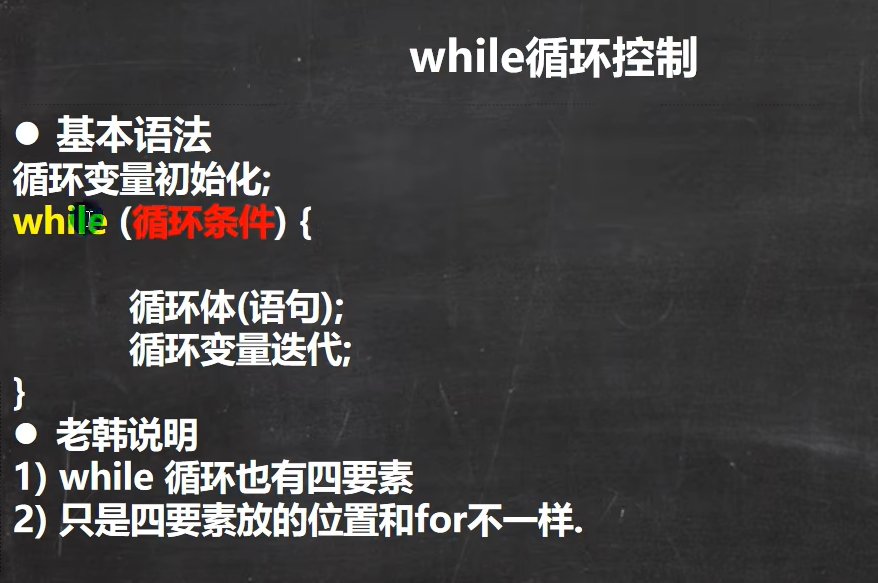 while循环控制
● 基本语法
循环变量初始化;
while (循环条件) {
循环体(语句);
循环变量迭代;
}
● 老韩说明
1) while 循环也有四要素
2) 只是四要素放的位置和for不一样.